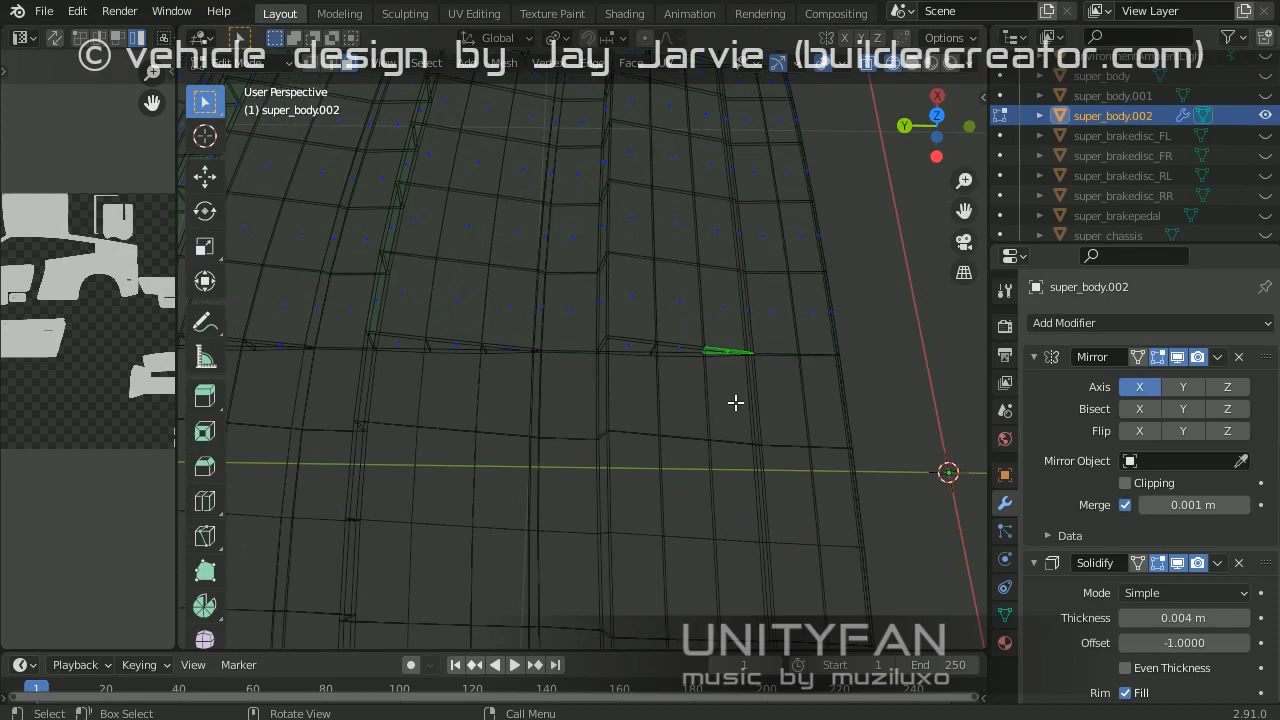 File Edit Render Window Help Layout Modeling Sculpting UV Editing Texture Paint Shading Animation Rendering Compositing Scene View Layer
Global Options
© vehicle design by Jay Jarvie (buildercreator.com)
User Perspective
(1) super_body.002
X
Y
Z
super_body
super_body.001
super_body.002
super_brakedisc_FL
super_brakedisc_FR
super_brakedisc_RL
super_brakedisc_RR
super_brakepedal
super_chassis
super_body.002
Add Modifier
Mirror
Axis X Y Z
Bisect X Y Z
Flip X Y Z
Mirror Object
Clipping
Merge 0.001 m
Data
Solidify
Mode Simple
Thickness 0.004 m
Offset -1.0000
Even Thickness
Rim Fill
UNITYFAN
music by muziluxo
Playback Keying View Marker 1 Start 1 End 250
1 20 40 60 80 100 120 140 160 180 200 220 240
Select Box Select Rotate View Call Menu 2.91.0